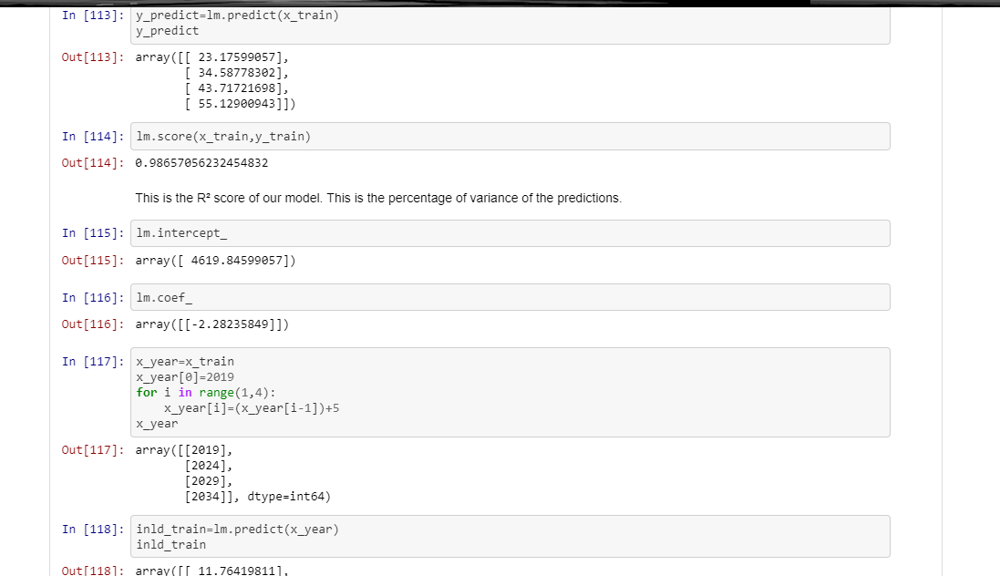 In [113]: y_predict=lm.predict(x_train)
y_predict
Out[113]: array([[ 23.17599057],
[ 34.58778302],
[ 43.71721698],
[ 55.12900943]])
In [114]: lm.score(x_train,y_train)
Out[114]: 0.98657056232454832
This is the R² score of our model. This is the percentage of variance of the predictions.
In [115]: lm.intercept_
Out[115]: array([ 4619.84599057])
In [116]: lm.coef_
Out[116]: array([[-2.28235849]])
In [117]: x_year=x_train
x_year[0]=2019
for i in range(1,4):
    x_year[i]=(x_year[i-1])+5
x_year
Out[117]: array([[2019],
[2024],
[2029],
[2034]], dtype=int64)
In [118]: inld_train=lm.predict(x_year)
inld_train
Out[118]: array([[ 11.76419811],